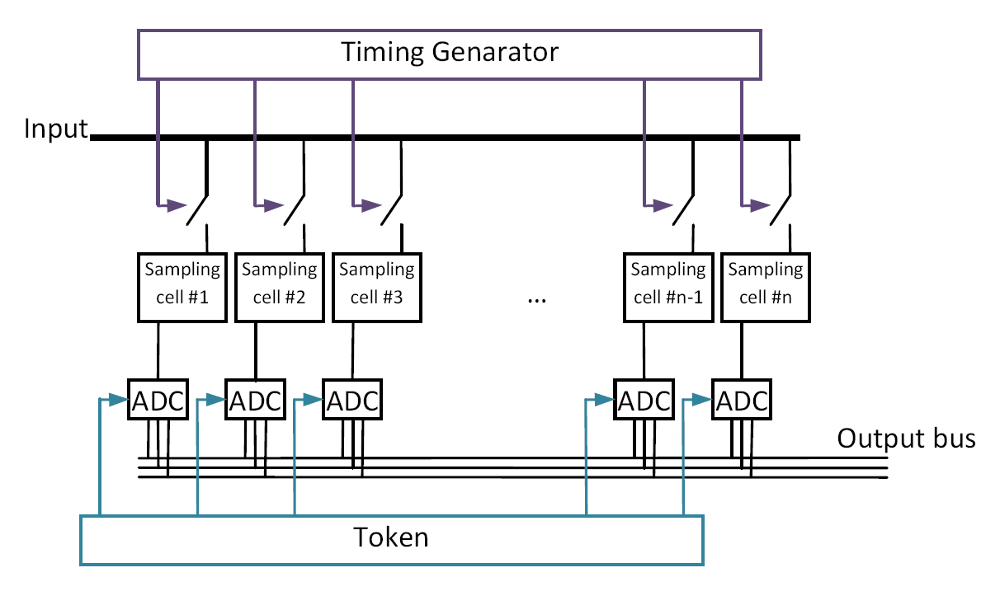 Timing Genarator
Input
Sampling
cell #1
Sampling
cell #2
Sampling
cell #3
...
Sampling
cell #n-1
Sampling
cell #n
ADC
ADC
ADC
ADC
ADC
Output bus
Token